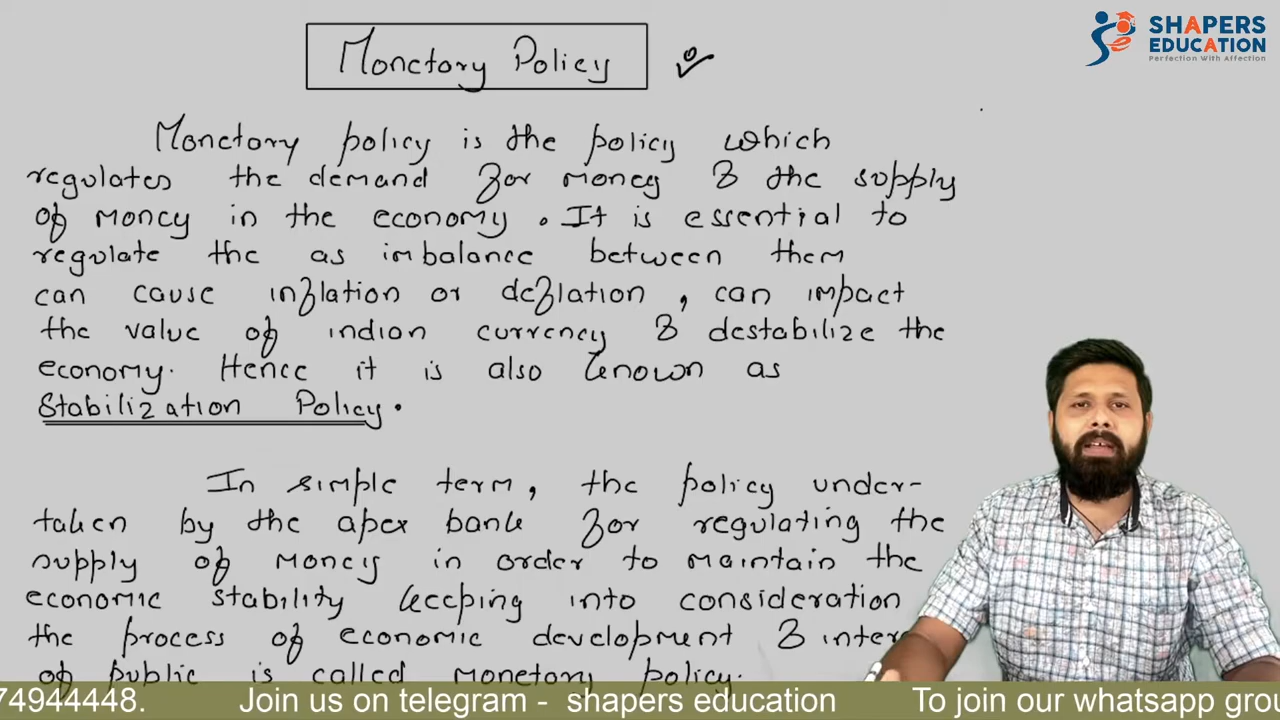 Monetory Policy
SHAPERS
EDUCATION
Perfection With Affection
Monetory policy is the policy which
regulates the demand for money & the supply
of money in the economy. It is essential to
regulate the as imbalance between them
can cause inflation or deflation, can impact
the value of indian currency & destabilize the
economy. Hence it is also known as
Stabilization Policy.
In simple term, the policy under-
taken by the apex bank for regulating the
supply of money in order to maintain the
economic stability keeping into consideration
the process of economic development &
of public is called monetory policy.
74944448. Join us on telegram - shapers education To join our whatsapp